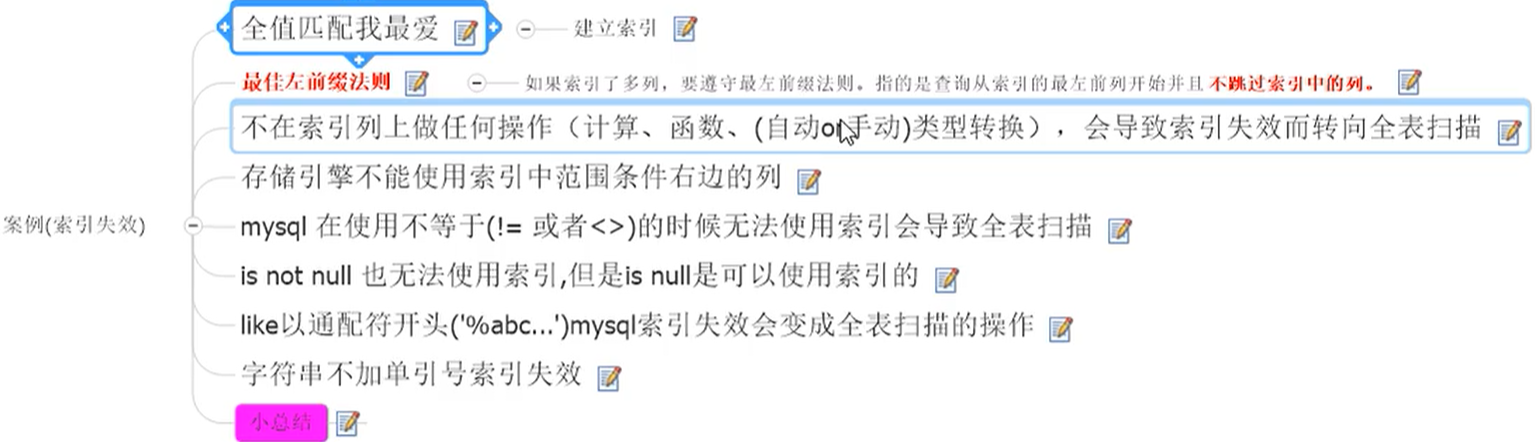 全值匹配我最爱 建立索引
最佳左前缀法则 如果索引了多列，要遵守最左前缀法则。指的是查询从索引的最左前列开始并且不跳过索引中的列。
不在索引列上做任何操作（计算、函数、(自动or手动)类型转换），会导致索引失效而转向全表扫描
存储引擎不能使用索引中范围条件右边的列
案例(索引失效)
mysql 在使用不等于(!= 或者<>)的时候无法使用索引会导致全表扫描
is not null 也无法使用索引,但是is null是可以使用索引的
like以通配符开头('%abc...')mysql索引失效会变成全表扫描的操作
字符串不加单引号索引失效
小总结